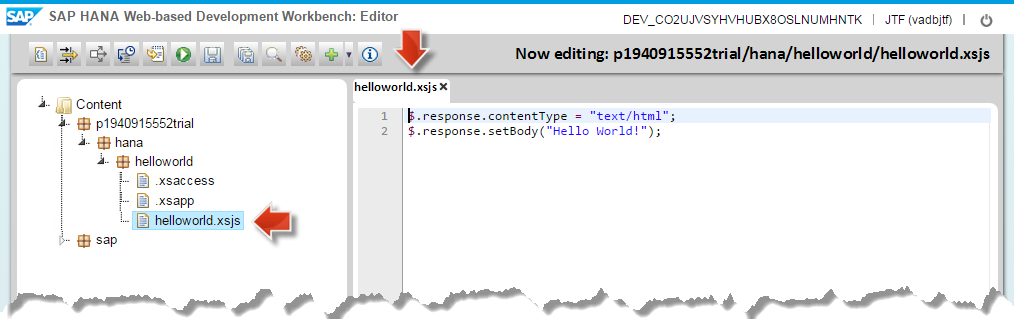 SAP SAP HANA Web-based Development Workbench: Editor
DEV_CO2UJVSYHVHUBX8OSLNUMHNTK | JTF (vadbjtf) |
Now editing: p1940915552trial/hana/helloworld/helloworld.xsjs
Content
p1940915552trial
hana
helloworld
.xsaccess
.xsapp
helloworld.xsjs
sap
helloworld.xsjs ×
1 $.response.contentType = "text/html";
2 $.response.setBody("Hello World!");